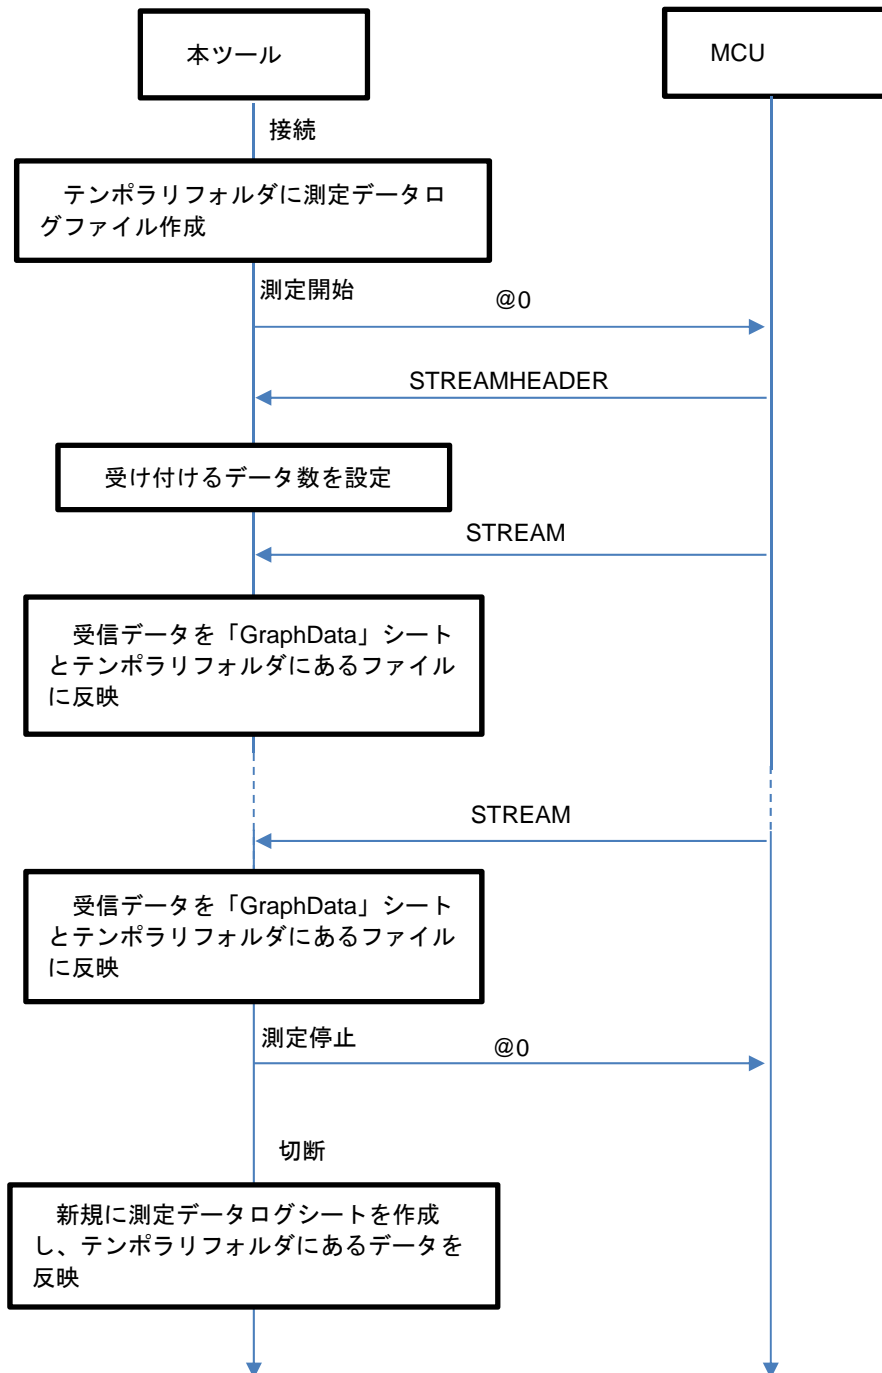 本ツール
MCU
接続
テンポラリフォルダに測定データロ
グファイル作成
測定開始
@0
STREAMHEADER
受け付けるデータ数を設定
STREAM
受信データを「GraphData」シート
とテンポラリフォルダにあるファイル
に反映
STREAM
受信データを「GraphData」シート
とテンポラリフォルダにあるファイル
に反映
測定停止
@0
切断
新規に測定データログシートを作成
し、テンポラリフォルダにあるデータを
反映